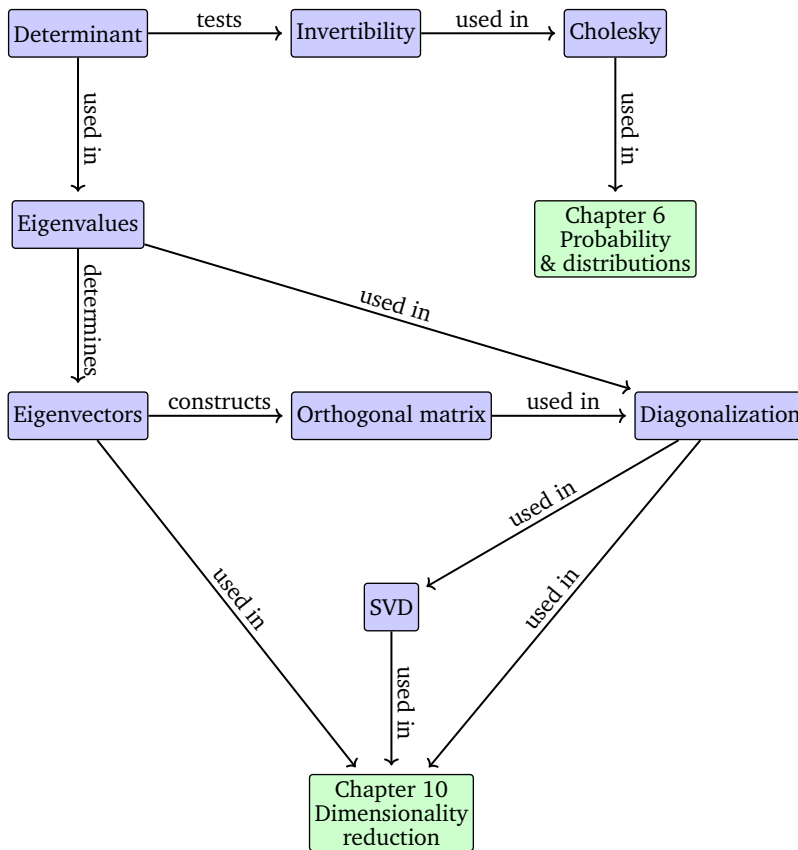 Determinant
tests
Invertibility
used in
Cholesky
used in
used in
Eigenvalues
Chapter 6
Probability
& distributions
determines
used in
Eigenvectors
constructs
Orthogonal matrix
used in
Diagonalization
used in
used in
used in
SVD
used in
Chapter 10
Dimensionality
reduction